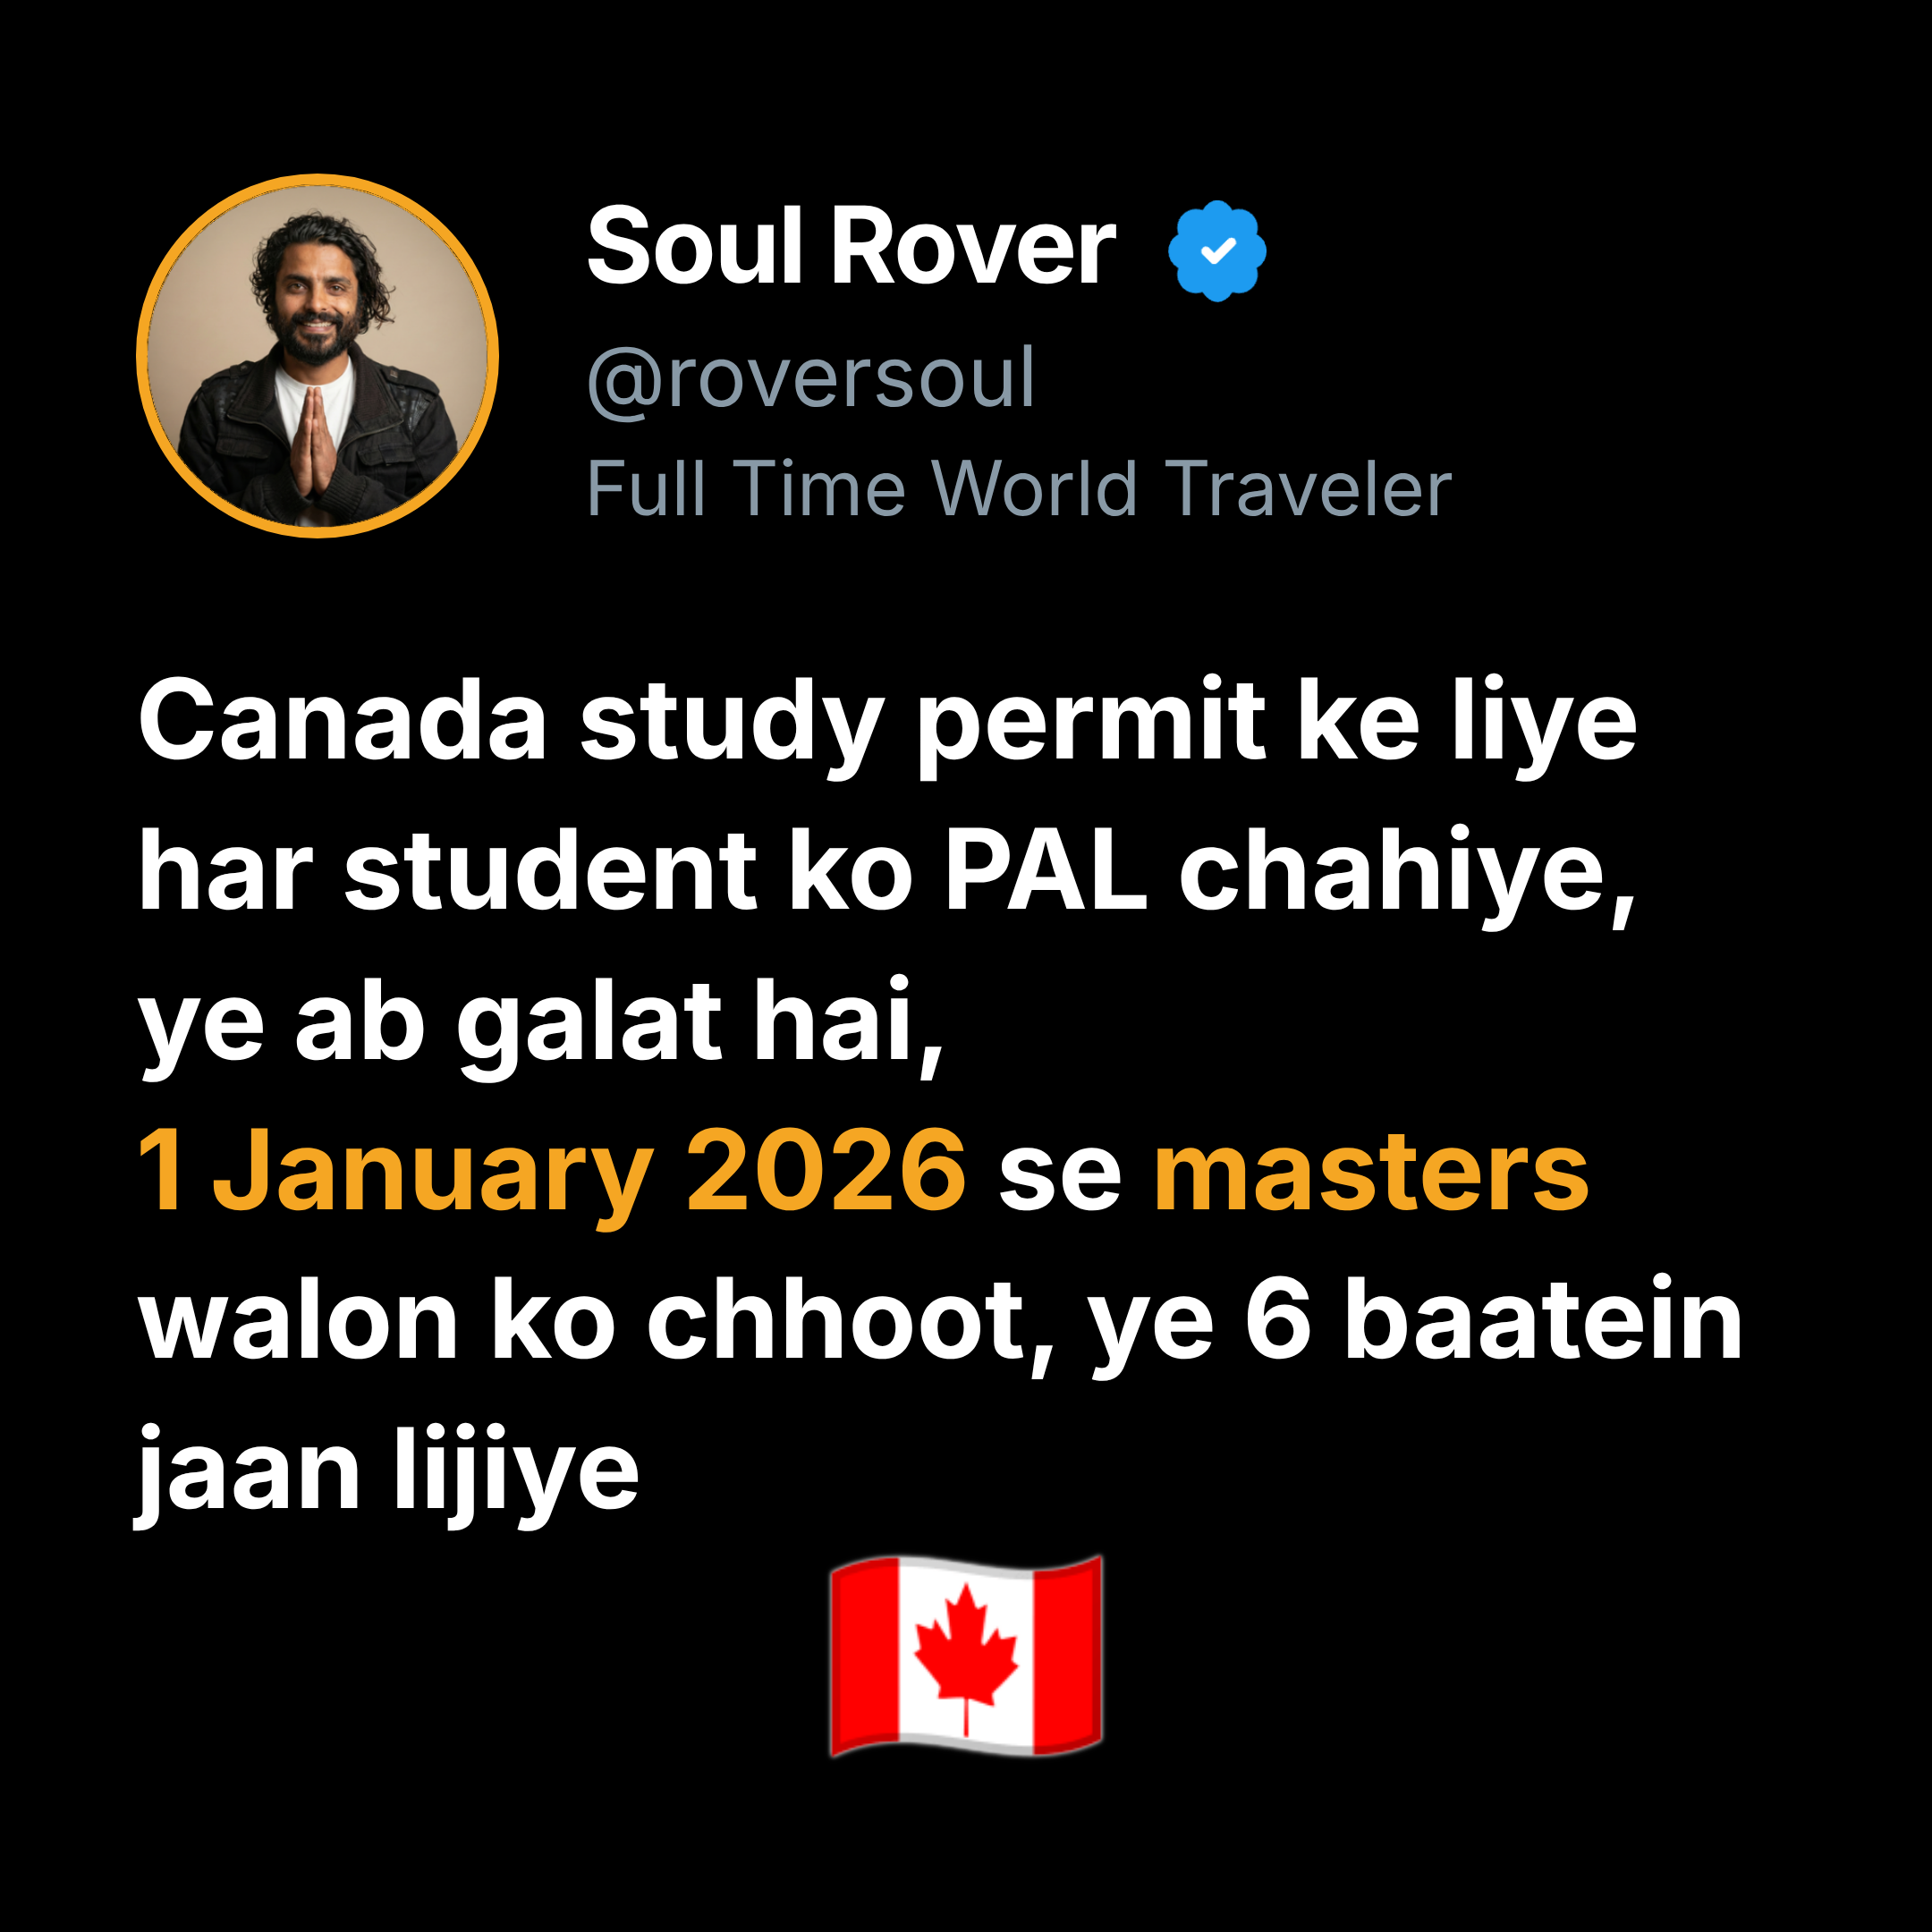 Soul Rover
@roversoul
Full Time World Traveler
Canada study permit ke liye
har student ko PAL chahiye,
ye ab galat hai,
1 January 2026 se masters
walon ko chhoot, ye 6 baatein
jaan lijiye